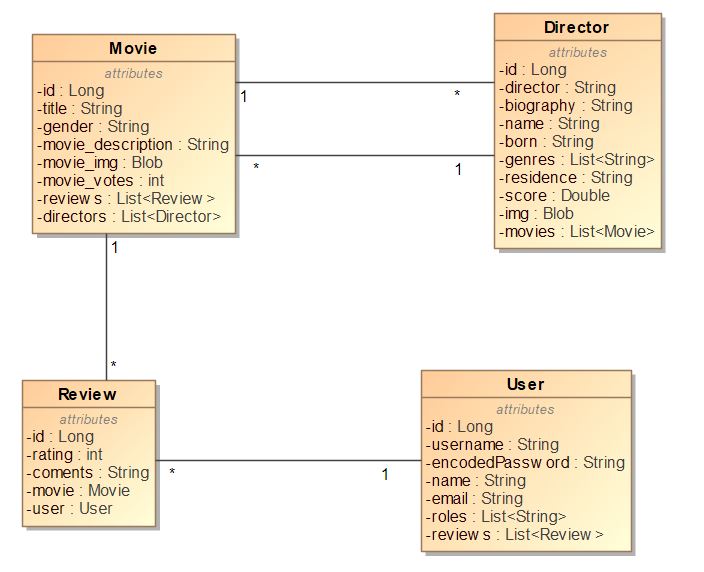 Movie
attributes
-id : Long
-title : String
-gender : String
-movie_description : String
-movie_img : Blob
-movie_votes : int
-reviews : List<Review>
-directors : List<Director>
Director
attributes
-id : Long
-director : String
-biography : String
-name : String
-born : String
-genres : List<String>
-residence : String
-score : Double
-img : Blob
-movies : List<Movie>
1
*
*
1
1
*
Review
attributes
-id : Long
-rating : int
-coments : String
-movie : Movie
-user : User
*
1
User
attributes
-id : Long
-username : String
-encodedPassword : String
-name : String
-email : String
-roles : List<String>
-reviews : List<Review>